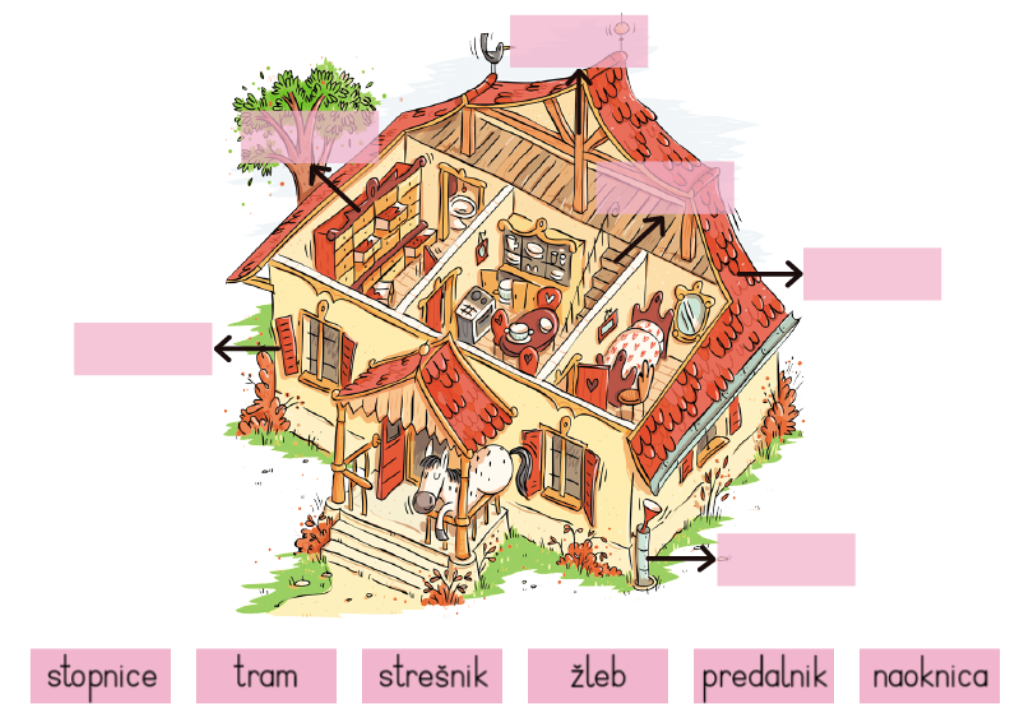 stopnice
tram
strešnik
žleb
predalnik
naoknica